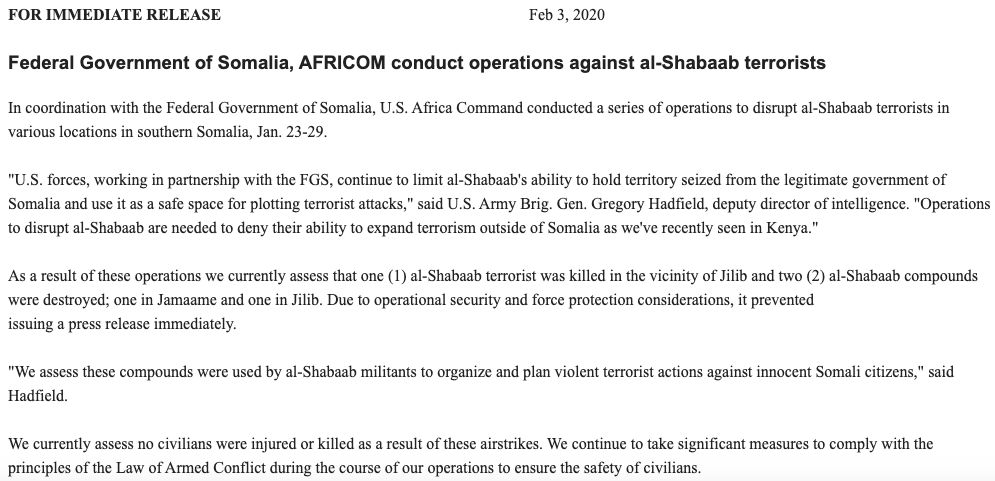 FOR IMMEDIATE RELEASE Feb 3, 2020
Federal Government of Somalia, AFRICOM conduct operations against al-Shabaab terrorists
In coordination with the Federal Government of Somalia, U.S. Africa Command conducted a series of operations to disrupt al-Shabaab terrorists in
various locations in southern Somalia, Jan. 23-29.
"U.S. forces, working in partnership with the FGS, continue to limit al-Shabaab's ability to hold territory seized from the legitimate government of
Somalia and use it as a safe space for plotting terrorist attacks," said U.S. Army Brig. Gen. Gregory Hadfield, deputy director of intelligence. "Operations
to disrupt al-Shabaab are needed to deny their ability to expand terrorism outside of Somalia as we've recently seen in Kenya."
As a result of these operations we currently assess that one (1) al-Shabaab terrorist was killed in the vicinity of Jilib and two (2) al-Shabaab compounds
were destroyed; one in Jamaame and one in Jilib. Due to operational security and force protection considerations, it prevented
issuing a press release immediately.
"We assess these compounds were used by al-Shabaab militants to organize and plan violent terrorist actions against innocent Somali citizens," said
Hadfield.
We currently assess no civilians were injured or killed as a result of these airstrikes. We continue to take significant measures to comply with the
principles of the Law of Armed Conflict during the course of our operations to ensure the safety of civilians.